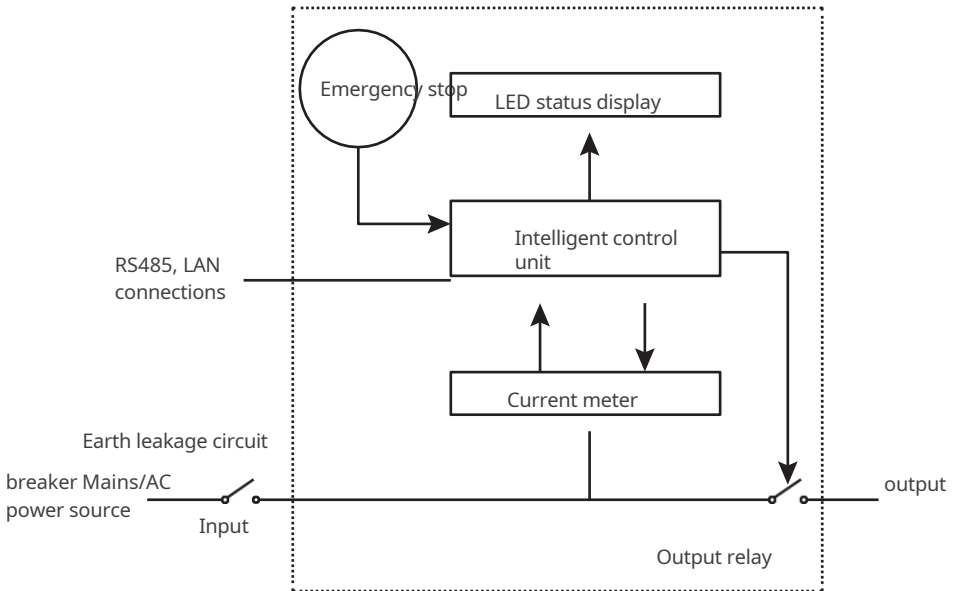 Emergency stop
LED status display
Intelligent control
unit
RS485, LAN
connections
Current meter
Earth leakage circuit
breaker Mains/AC
power source
Input
output
Output relay